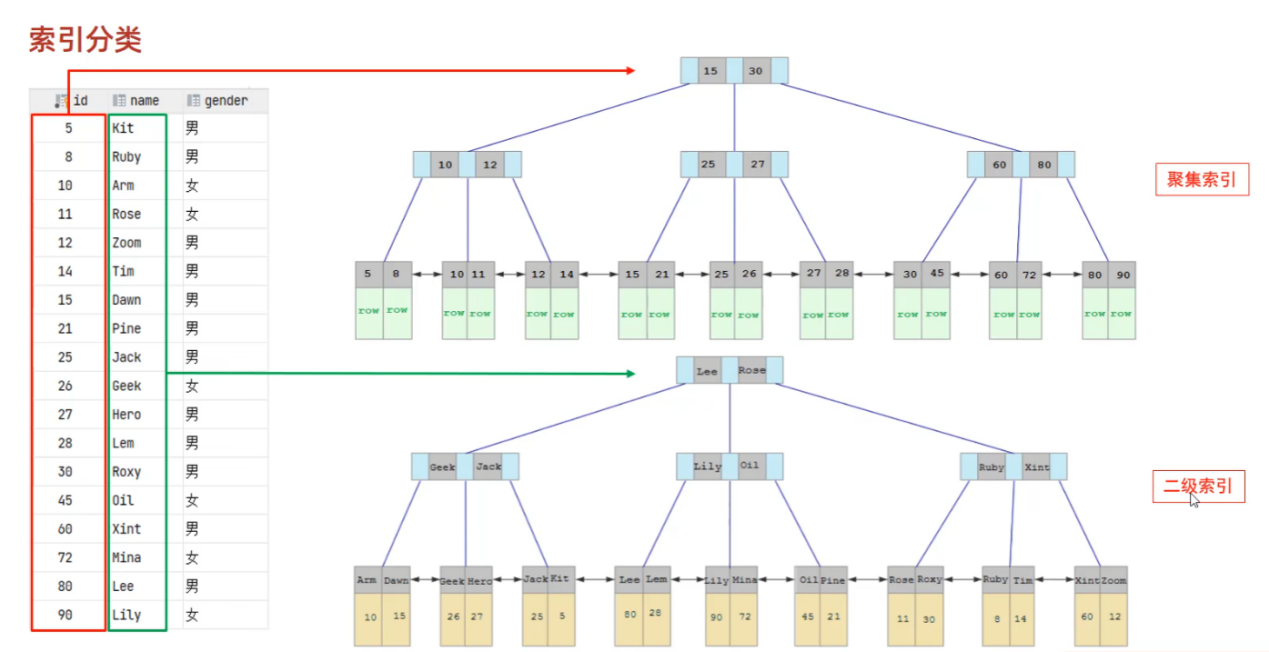 索引分类
id name gender
5 Kit 男
8 Ruby 男
10 Arm 女
11 Rose 女
12 Zoom 男
14 Tim 男
15 Dawn 男
21 Pine 男
25 Jack 男
26 Geek 女
27 Hero 男
28 Lem 男
30 Roxy 男
45 Oil 女
60 Xint 男
72 Mina 女
80 Lee 男
90 Lily 女
15 30
10 12 25 27 60 80
聚集索引
5 8 10 11 12 14 15 21 25 26 27 28 30 45 60 72 80 90
row row row row row row row row row row row row row row row row row row
Lee Rose
Geek Jack Lily Oil Ruby Xint
二级索引
Arm Dawn Geek Hero Jack Kit Lee Lem Lily Mina Oil Pine Rose Roxy Ruby Tim Xint Zoom
10 15 26 27 25 5 80 28 90 72 45 21 11 30 8 14 60 12